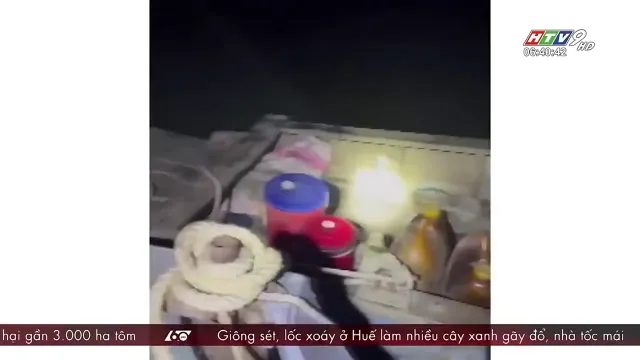 HTV9 HD
06:40:42
hại gần 3.000 ha tôm
Giông sét, lốc xoáy ở Huế làm nhiều cây xanh gãy đổ, nhà tốc mái